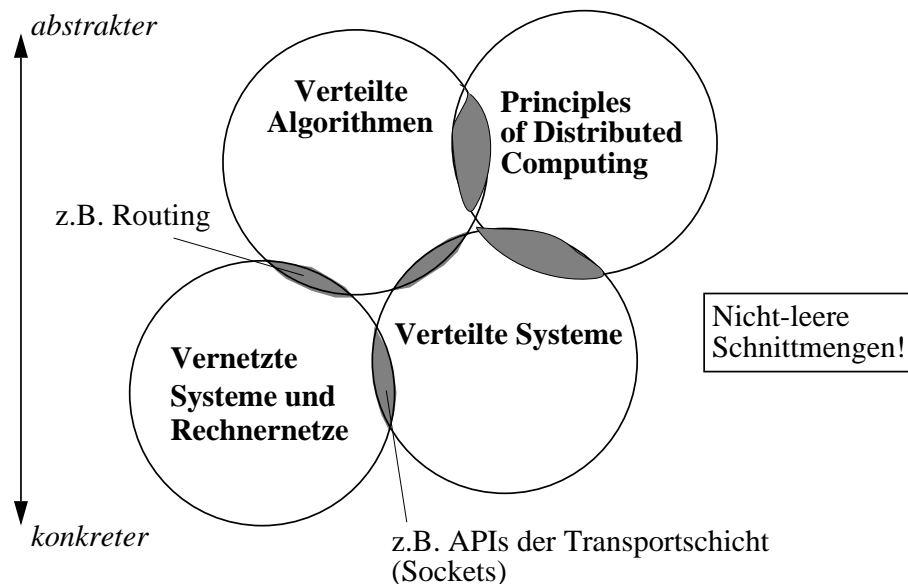 abstrakter
Verteilte
Algorithmen
Principles
of Distributed
Computing
z.B. Routing
Verteilte Systeme
Nicht-leere
Schnittmengen!
Vernetzte
Systeme und
Rechnernetze
konkreter
z.B. APIs der Transportschicht
(Sockets)